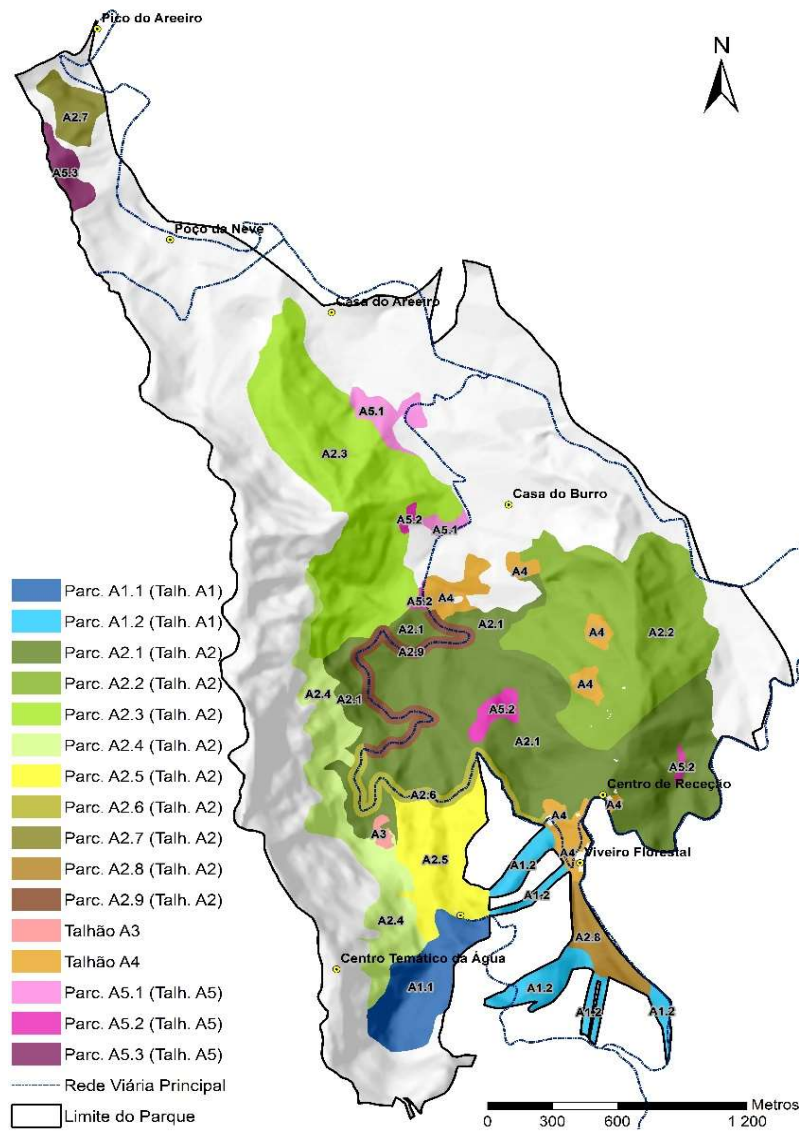 Pico do Areeiro
N
A2.7
A5.3
Poço da Neve
Casa do Areeiro
A5.1
A2.3
Casa do Burro
A5.2
A5.1
A4
A5.2
A4
A2.1
A2.1
A4
A2.2
A2.9
A2.4
A2.1
A4
A5.2
A2.1
A5.2
Centro de Receção
A2.6
A4
A4
A3
A4
Viveiro Florestal
A2.5
A1.2
A1.2
A2.4
A2.8
Centro Temático da Água
A1.1
A1.2
A1.2
A1.2
Parc. A1.1 (Talh. A1)
Parc. A1.2 (Talh. A1)
Parc. A2.1 (Talh. A2)
Parc. A2.2 (Talh. A2)
Parc. A2.3 (Talh. A2)
Parc. A2.4 (Talh. A2)
Parc. A2.5 (Talh. A2)
Parc. A2.6 (Talh. A2)
Parc. A2.7 (Talh. A2)
Parc. A2.8 (Talh. A2)
Parc. A2.9 (Talh. A2)
Talhão A3
Talhão A4
Parc. A5.1 (Talh. A5)
Parc. A5.2 (Talh. A5)
Parc. A5.3 (Talh. A5)
Rede Viária Principal
Limite do Parque
Metros
0 300 600 1 200